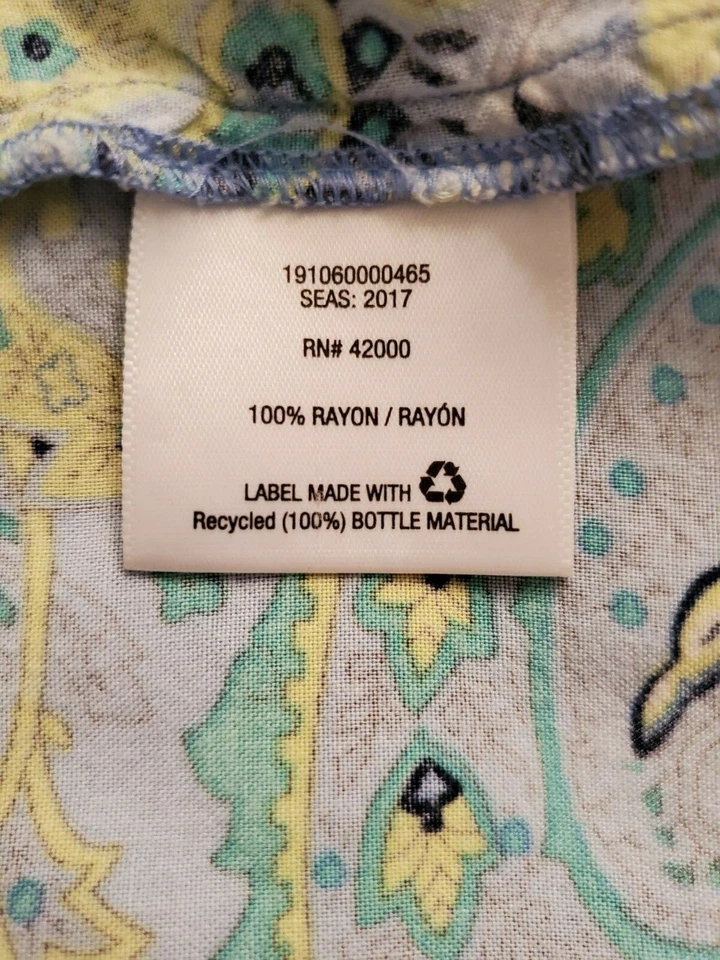 191060000465
SEAS: 2017
RN# 42000
100% RAYON / RAYÓN
LABEL MADE WITH
Recycled (100%) BOTTLE MATERIAL